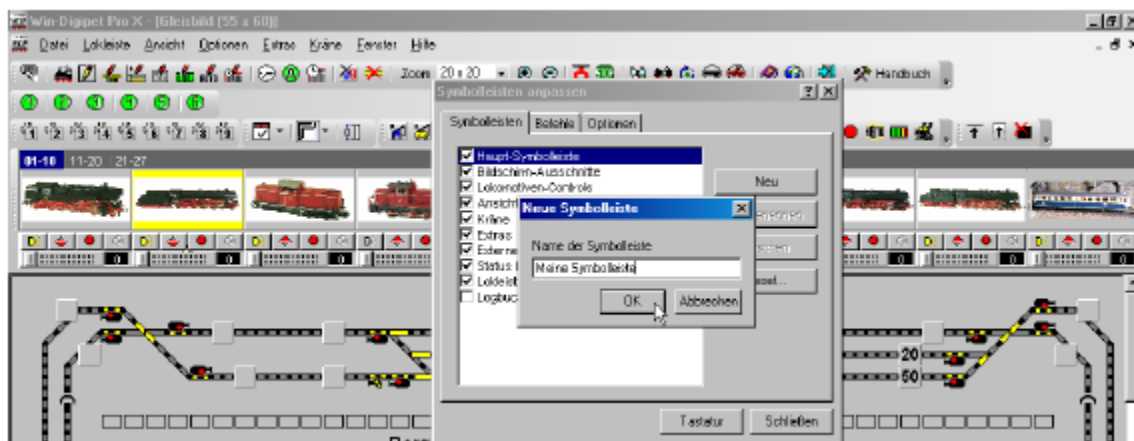 Win-Digipet Pro X - [Gleisbild (55 x 60)]
Datei Lokleiste Ansicht Optionen Extras Kräne Fenster Hilfe
Zoom 20 x 20 Handbuch
Symbolleisten anpassen
Symbolleisten Befehle Optionen
01-10 11-20 21-27
Haupt-Symbolleiste
Bildschirm-Ausschnitte
Lokomotiven-Controls
Neu
Kräne
Extras
Neue Symbolleiste
Name der Symbolleiste
Meine Symbolleiste
OK Abbrechen
20
50
Tastatur Schließen